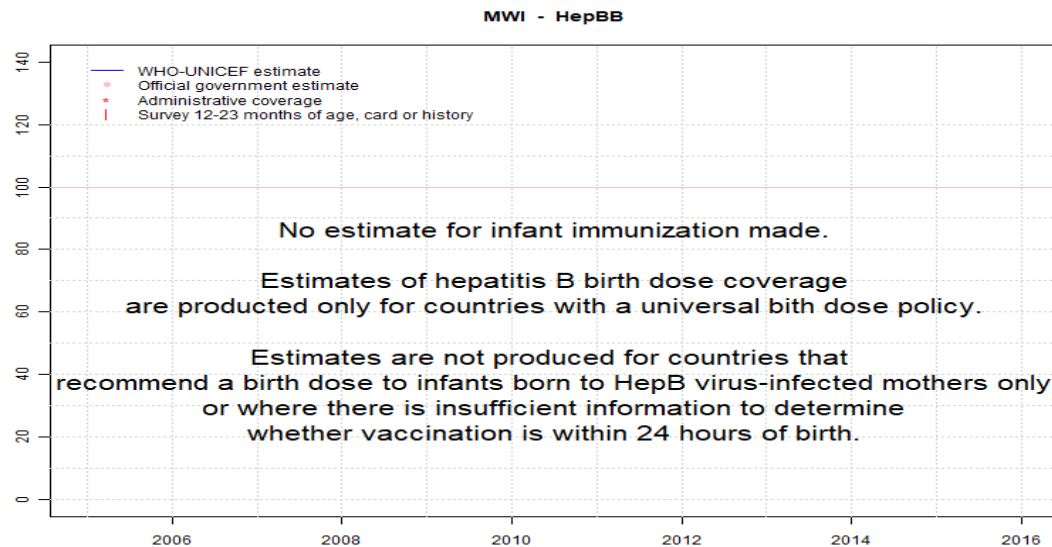 MWI - HepBB
140
120
100
80
60
40
20
0
WHO-UNICEF estimate
Official government estimate
Administrative coverage
Survey 12-23 months of age, card or history
No estimate for infant immunization made.
Estimates of hepatitis B birth dose coverage
are producted only for countries with a universal bith dose policy.
Estimates are not produced for countries that
recommend a birth dose to infants born to HepB virus-infected mothers only
or where there is insufficient information to determine
whether vaccination is within 24 hours of birth.
2006 2008 2010 2012 2014 2016